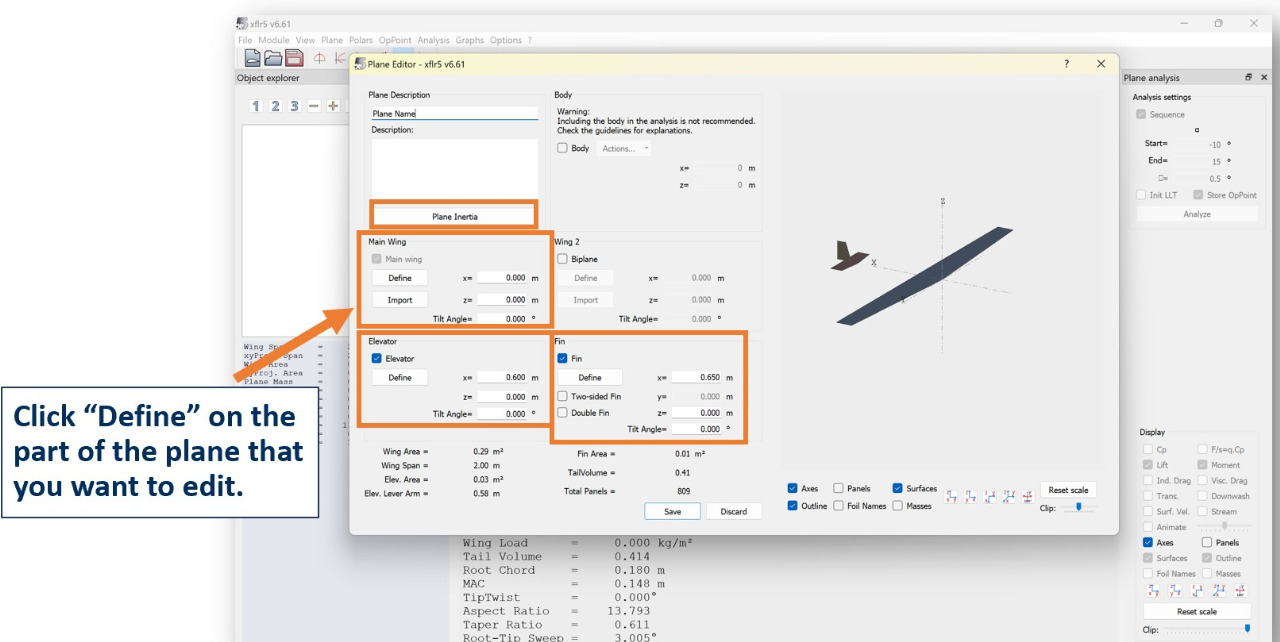 xflr5 v6.61
File Module View Plane Polars OpPoint Analysis Graphs Options ?
Object explorer
1 2 3
Plane Editor - xflr5 v6.61
?
Plane Description
Plane Name
Description:
Plane Inertia
Body
Warning:
Including the body in the analysis is not recommended.
Check the guidelines for explanations.
Body Actions...
x= 0 m
z= 0 m
Main Wing
Main wing
Define x= 0.000 m
Import z= 0.000 m
Tilt Angle= 0.000 °
Wing 2
Biplane
Define x= 0.000 m
Import z= 0.000 m
Tilt Angle= 0.000 °
Elevator
Elevator
Define x= 0.600 m
z= 0.000 m
Tilt Angle= 0.000 °
Fin
Fin
Define x= 0.650 m
Two-sided Fin y= 0.000 m
Double Fin z= 0.000 m
Tilt Angle= 0.000 °
Wing Area = 0.29 m²
Wing Span = 2.00 m
Elev. Area = 0.03 m²
Elev. Lever Arm = 0.58 m
Fin Area = 0.01 m²
TailVolume = 0.41
Total Panels = 809
Save Discard
Z
X
Y
Axes Panels Surfaces
Outline Foil Names Masses
Reset scale
Clip:
Plane analysis
Analysis settings
Sequence
α
Start= -10 °
End= 15 °
= 0.5 °
Init LLT Store OpPoint
Analyze
Display
Cp F/s=q.Cp
Lift Moment
Ind. Drag Visc. Drag
Trans. Downwash
Surf. Vel. Stream
Animate
Axes Panels
Surfaces Outline
Foil Names Masses
Reset scale
Clip:
Plane Mass =
Click “Define” on the
part of the plane that
you want to edit.
Wing Load = 0.000 kg/m²
Tail Volume = 0.414
Root Chord = 0.180 m
MAC = 0.148 m
TipTwist = 0.000°
Aspect Ratio = 13.793
Taper Ratio = 0.611
Root-Tip Sweep = 3.005°